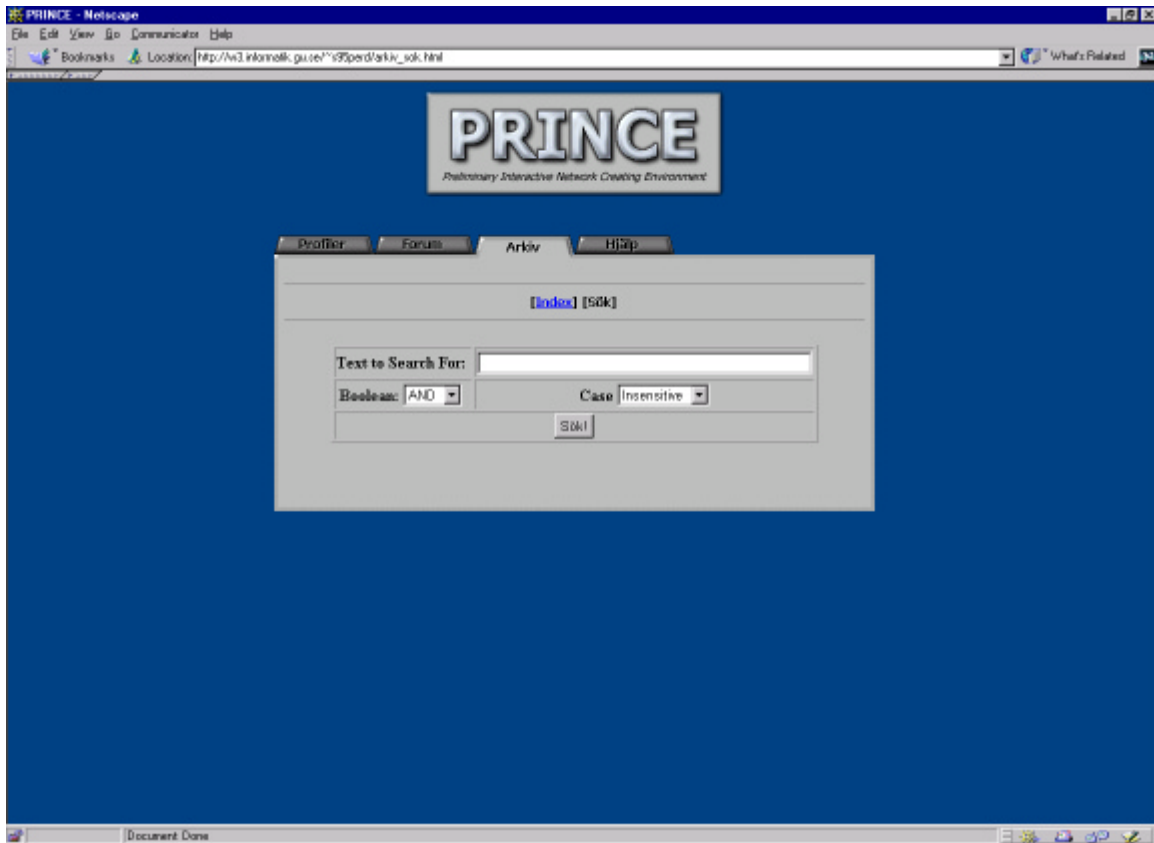 PRINCE - Netscape
File Edit View Go Communicator Help
Bookmarks Location: http://w3.informatik.gu.se/~s95perd/arkiv_sok.html What's Related
PRINCE
Preliminary Interactive Network Creating Environment
Profiler Forum Arkiv Hjälp
[Index] [Sök]
Text to Search For:
Boolean: AND Case Insensitive
Sök!
Document Done